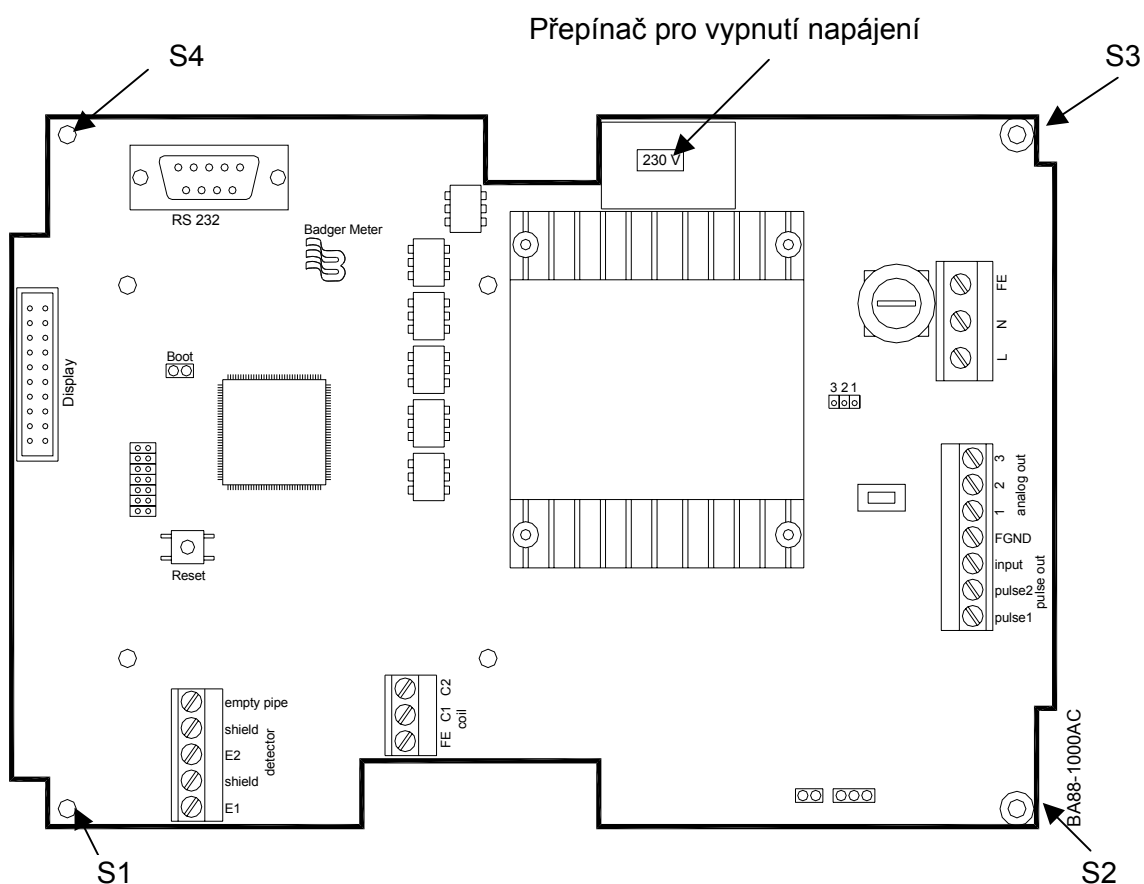 Přepínač pro vypnutí napájení
S4
S3
230 V
RS 232
Badger Meter
FE
N
L
Display
Boot
3 2 1
3
2
1
analog out
FGND
input
pulse2
pulse1
pulse out
Reset
empty pipe
shield
E2
shield
E1
detector
C2
C1
FE
coil
BA88-1000AC
S1
S2